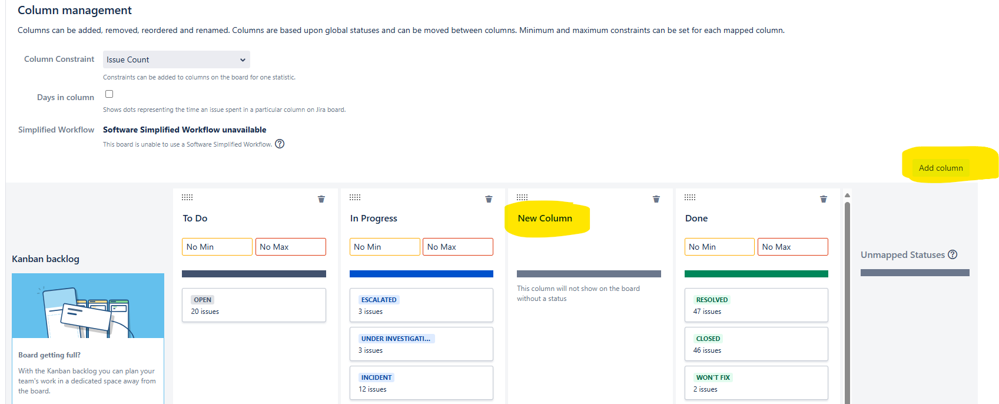 Column management
Columns can be added, removed, reordered and renamed. Columns are based upon global statuses and can be moved between columns. Minimum and maximum constraints can be set for each mapped column.
Column Constraint
Issue Count
Constraints can be added to columns on the board for one statistic.
Days in column
Shows dots representing the time an issue spent in a particular column on Jira board.
Simplified Workflow
Software Simplified Workflow unavailable
This board is unable to use a Software Simplified Workflow.
Add column
Kanban backlog
Board getting full?
With the Kanban backlog you can plan your
team's work in a dedicated space away from
the board.
To Do
No Min
No Max
OPEN
20 issues
In Progress
No Min
No Max
ESCALATED
3 issues
UNDER INVESTIGATI...
3 issues
INCIDENT
12 issues
New Column
This column will not show on the board
without a status
Done
No Min
No Max
RESOLVED
47 issues
CLOSED
46 issues
WON'T FIX
2 issues
Unmapped Statuses